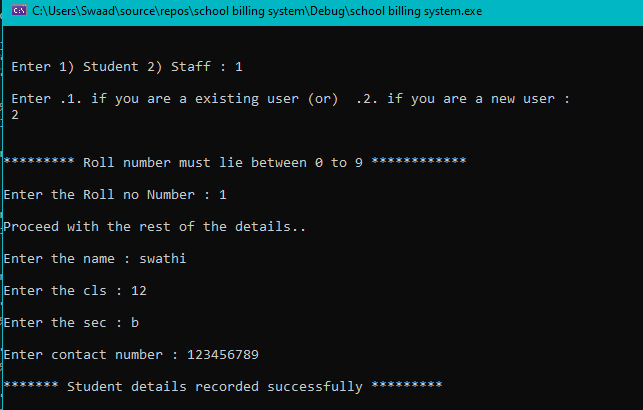 C:\Users\Swaad\source\repos\school billing system\Debug\school billing system.exe
Enter 1) Student 2) Staff : 1
Enter .1. if you are a existing user (or)  .2. if you are a new user :
2
********* Roll number must lie between 0 to 9 ************
Enter the Roll no Number : 1
Proceed with the rest of the details..
Enter the name : swathi
Enter the cls : 12
Enter the sec : b
Enter contact number : 123456789
******* Student details recorded successfully *********